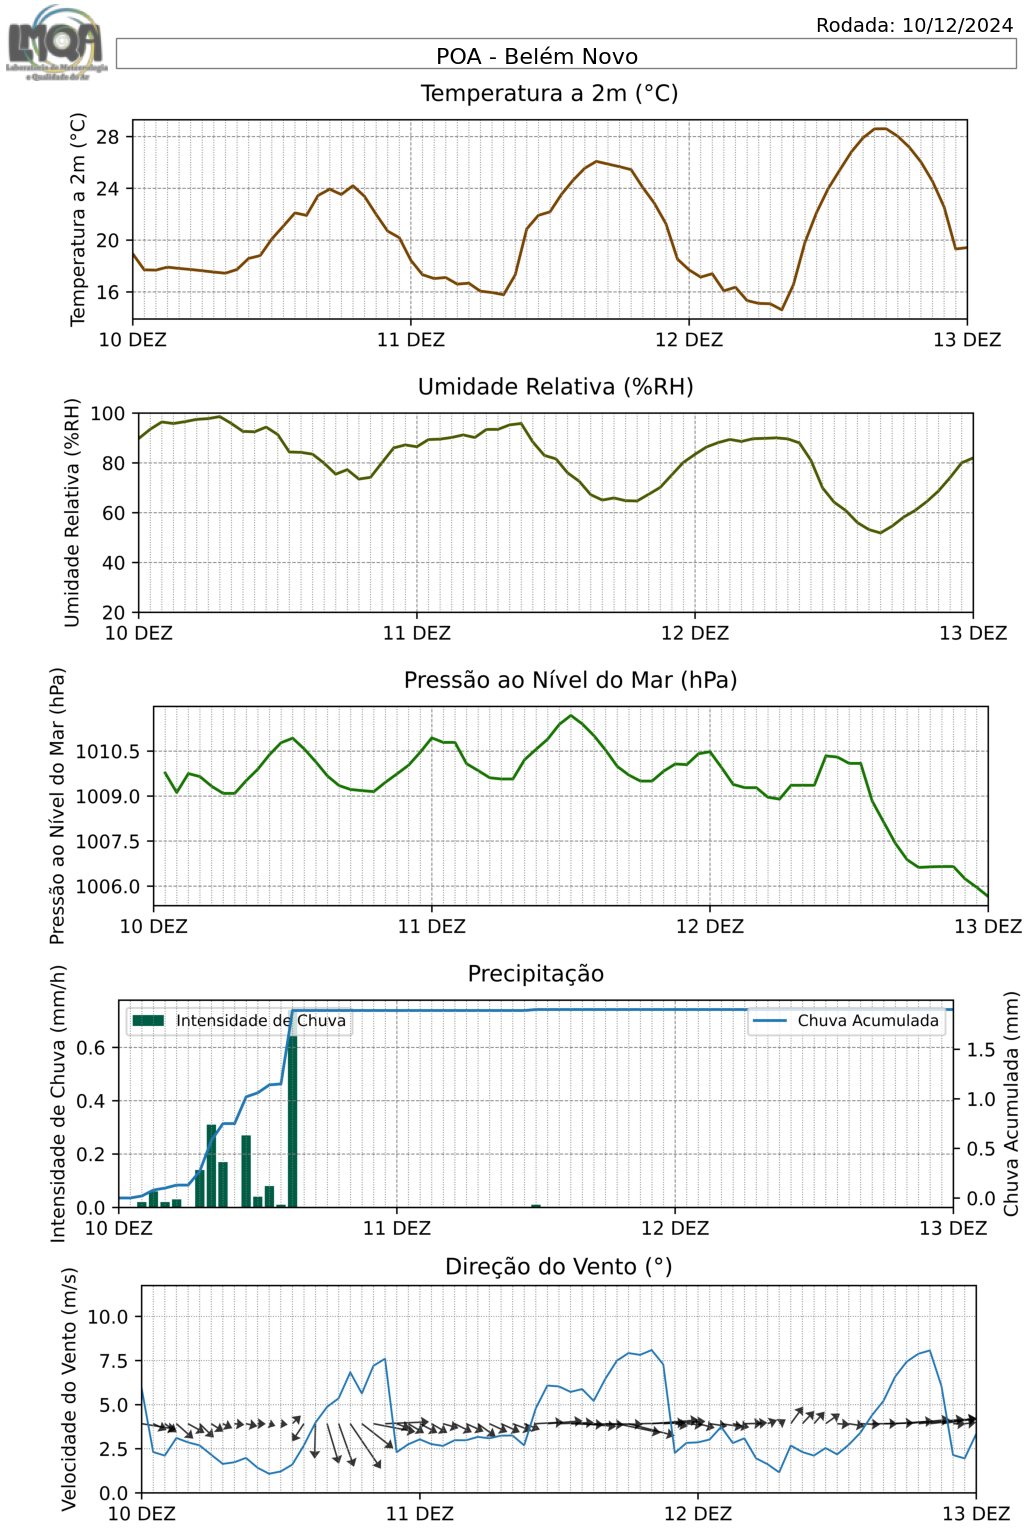 Rodada: 10/12/2024
LMQA
Laboratório de Meteorologia
e Qualidade do Ar
POA - Belém Novo
Temperatura a 2m (°C)
Temperatura a 2m (°C)
28
24
20
16
10 DEZ 11 DEZ 12 DEZ 13 DEZ
Umidade Relativa (%RH)
Umidade Relativa (%RH)
100
80
60
40
20
10 DEZ 11 DEZ 12 DEZ 13 DEZ
Pressão ao Nível do Mar (hPa)
Pressão ao Nível do Mar (hPa)
1010.5
1009.0
1007.5
1006.0
10 DEZ 11 DEZ 12 DEZ 13 DEZ
Precipitação
Intensidade de Chuva (mm/h)
Intensidade de Chuva
Chuva Acumulada
0.6
0.4
0.2
0.0
1.5
1.0
0.5
0.0
Chuva Acumulada (mm)
10 DEZ 11 DEZ 12 DEZ 13 DEZ
Direção do Vento (°)
Velocidade do Vento (m/s)
10.0
7.5
5.0
2.5
0.0
10 DEZ 11 DEZ 12 DEZ 13 DEZ